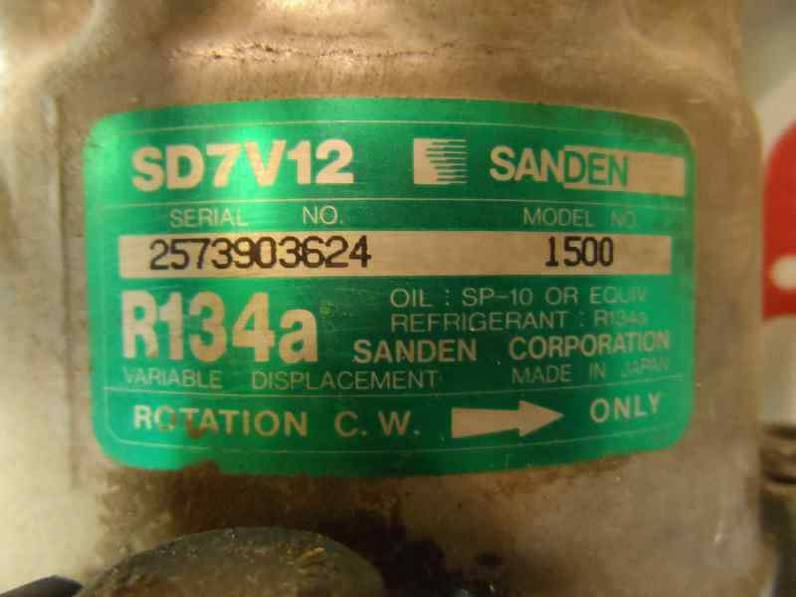 SD7V12 SANDEN
SERIAL NO. MODEL NO.
2573903624 1500
R134a
OIL : SP-10 OR EQUIV
REFRIGERANT : R134a
SANDEN CORPORATION
VARIABLE DISPLACEMENT MADE IN JAPAN
ROTATION C.W. ONLY